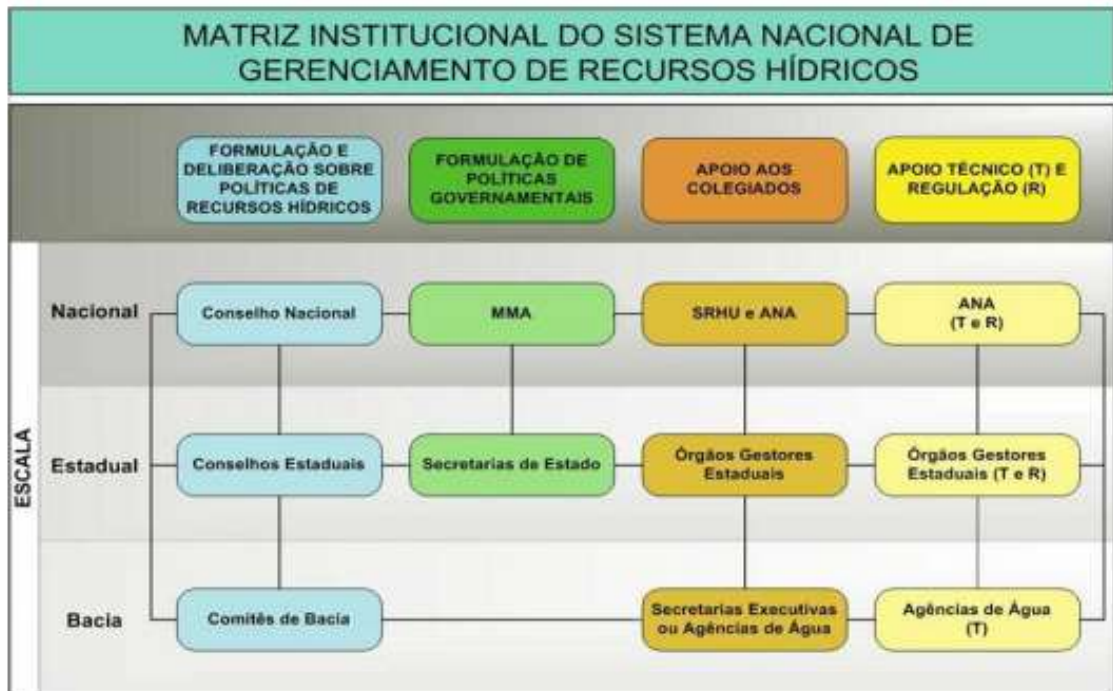 MATRIZ INSTITUCIONAL DO SISTEMA NACIONAL DE
GERENCIAMENTO DE RECURSOS HÍDRICOS
FORMULAÇÃO E
DELIBERAÇÃO SOBRE
POLÍTICAS DE
RECURSOS HÍDRICOS
FORMULAÇÃO DE
POLÍTICAS
GOVERNAMENTAIS
APOIO AOS
COLEGIADOS
APOIO TÉCNICO (T) E
REGULAÇÃO (R)
ESCALA
Nacional
Conselho Nacional
MMA
SRHU e ANA
ANA
(T e R)
Estadual
Conselhos Estaduais
Secretarias de Estado
Órgãos Gestores
Estaduais
Órgãos Gestores
Estaduais (T e R)
Bacia
Comitês de Bacia
Secretarias Executivas
ou Agências de Água
Agências de Água
(T)